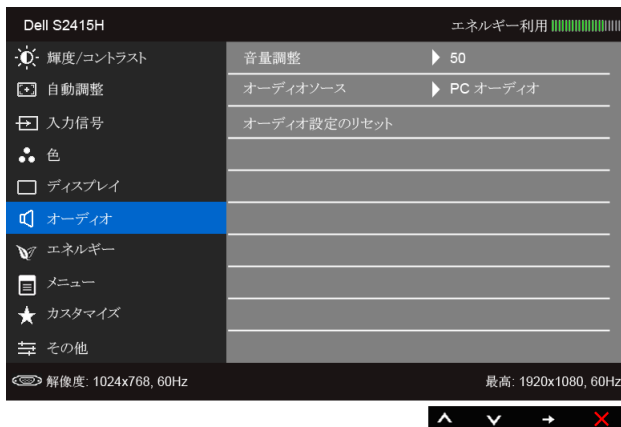 Dell S2415H エネルギー利用
輝度/コントラスト 音量調整 50
自動調整 オーディオソース PC オーディオ
入力信号 オーディオ設定のリセット
色
ディスプレイ
オーディオ
エネルギー
メニュー
カスタマイズ
その他
解像度: 1024x768, 60Hz 最高: 1920x1080, 60Hz